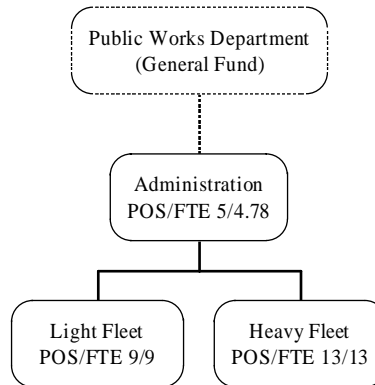 Public Works Department
(General Fund)
Administration
POS/FTE 5/4.78
Light Fleet
POS/FTE 9/9
Heavy Fleet
POS/FTE 13/13